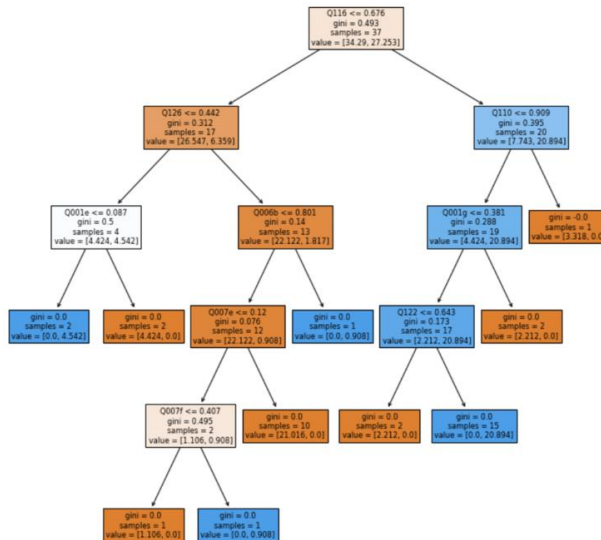 Q116 <= 0.676
gini = 0.493
samples = 37
value = [34.29, 27.253]
Q126 <= 0.442
gini = 0.312
samples = 17
value = [26.547, 6.359]
Q110 <= 0.909
gini = 0.395
samples = 20
value = [7.743, 20.894]
Q001e <= 0.087
gini = 0.5
samples = 4
value = [4.424, 4.542]
Q006b <= 0.801
gini = 0.14
samples = 13
value = [22.122, 1.817]
Q001g <= 0.381
gini = 0.288
samples = 19
value = [4.424, 20.894]
gini = -0.0
samples = 1
value = [3.318, 0.0
gini = 0.0
samples = 2
value = [0.0, 4.542]
gini = 0.0
samples = 2
value = [4.424, 0.0]
Q007e <= 0.12
gini = 0.076
samples = 12
value = [22.122, 0.908]
gini = 0.0
samples = 1
value = [0.0, 0.908]
Q122 <= 0.643
gini = 0.173
samples = 17
value = [2.212, 20.894]
gini = 0.0
samples = 2
value = [2.212, 0.0]
Q007f <= 0.407
gini = 0.495
samples = 2
value = [1.106, 0.908]
gini = 0.0
samples = 10
value = [21.016, 0.0]
gini = 0.0
samples = 2
value = [2.212, 0.0]
gini = 0.0
samples = 15
value = [0.0, 20.894]
gini = 0.0
samples = 1
value = [1.106, 0.0]
gini = 0.0
samples = 1
value = [0.0, 0.908]